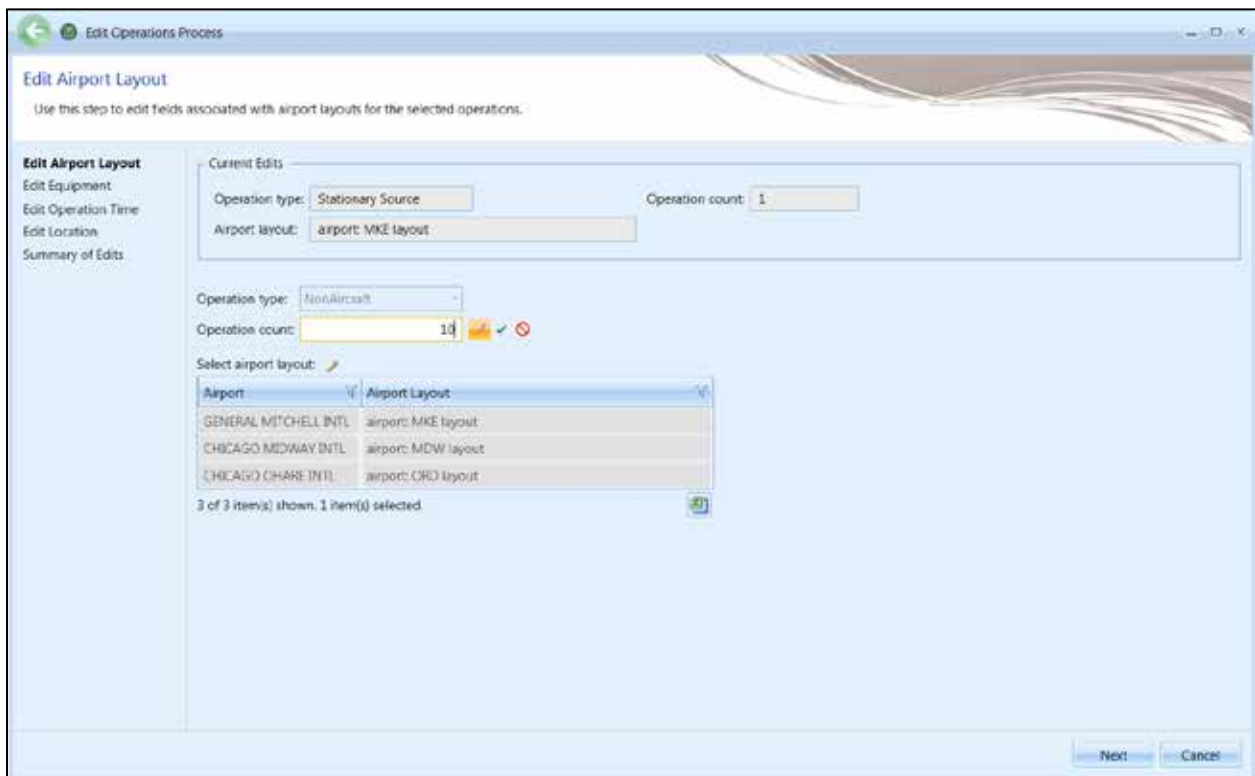 Edit Operations Process
Edit Airport Layout
Use this step to edit fields associated with airport layouts for the selected operations.
Edit Airport Layout
Edit Equipment
Edit Operation Time
Edit Location
Summary of Edits
Current Edits
Operation type: Stationary Source Operation count: 1
Airport layout: airport: MKE layout
Operation type: NonAircraft
Operation count: 10
Select airport layout:
Airport Airport Layout
GENERAL MITCHELL INTL airport: MKE layout
CHICAGO MIDWAY INTL airport: MDW layout
CHICAGO OHARE INTL airport: ORD layout
3 of 3 item(s) shown. 1 item(s) selected.
Next Cancel